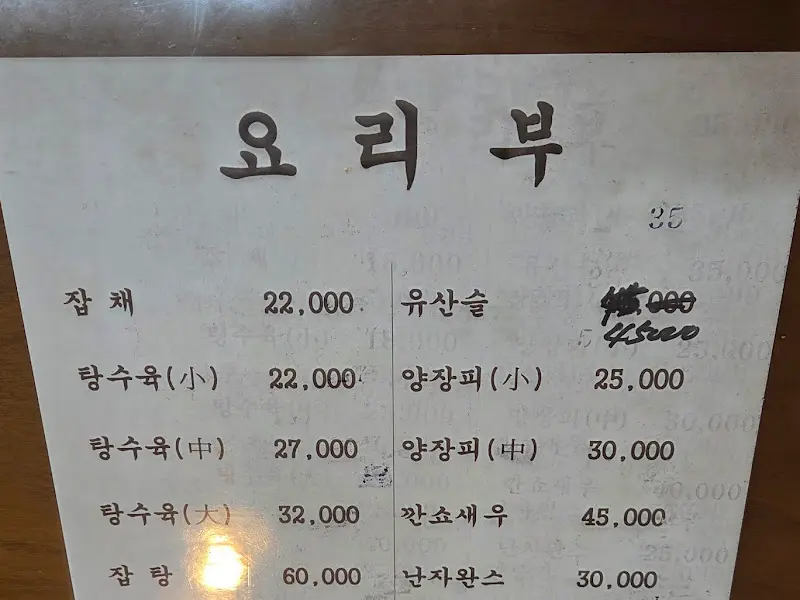 요리부
35
잡채 22,000
탕수육(小) 22,000
탕수육(中) 27,000
탕수육(大) 32,000
잡탕 60,000
유산슬
45000
양장피(小) 25,000
양장피(中) 30,000
깐쇼새우 45,000
난자완스 30,000